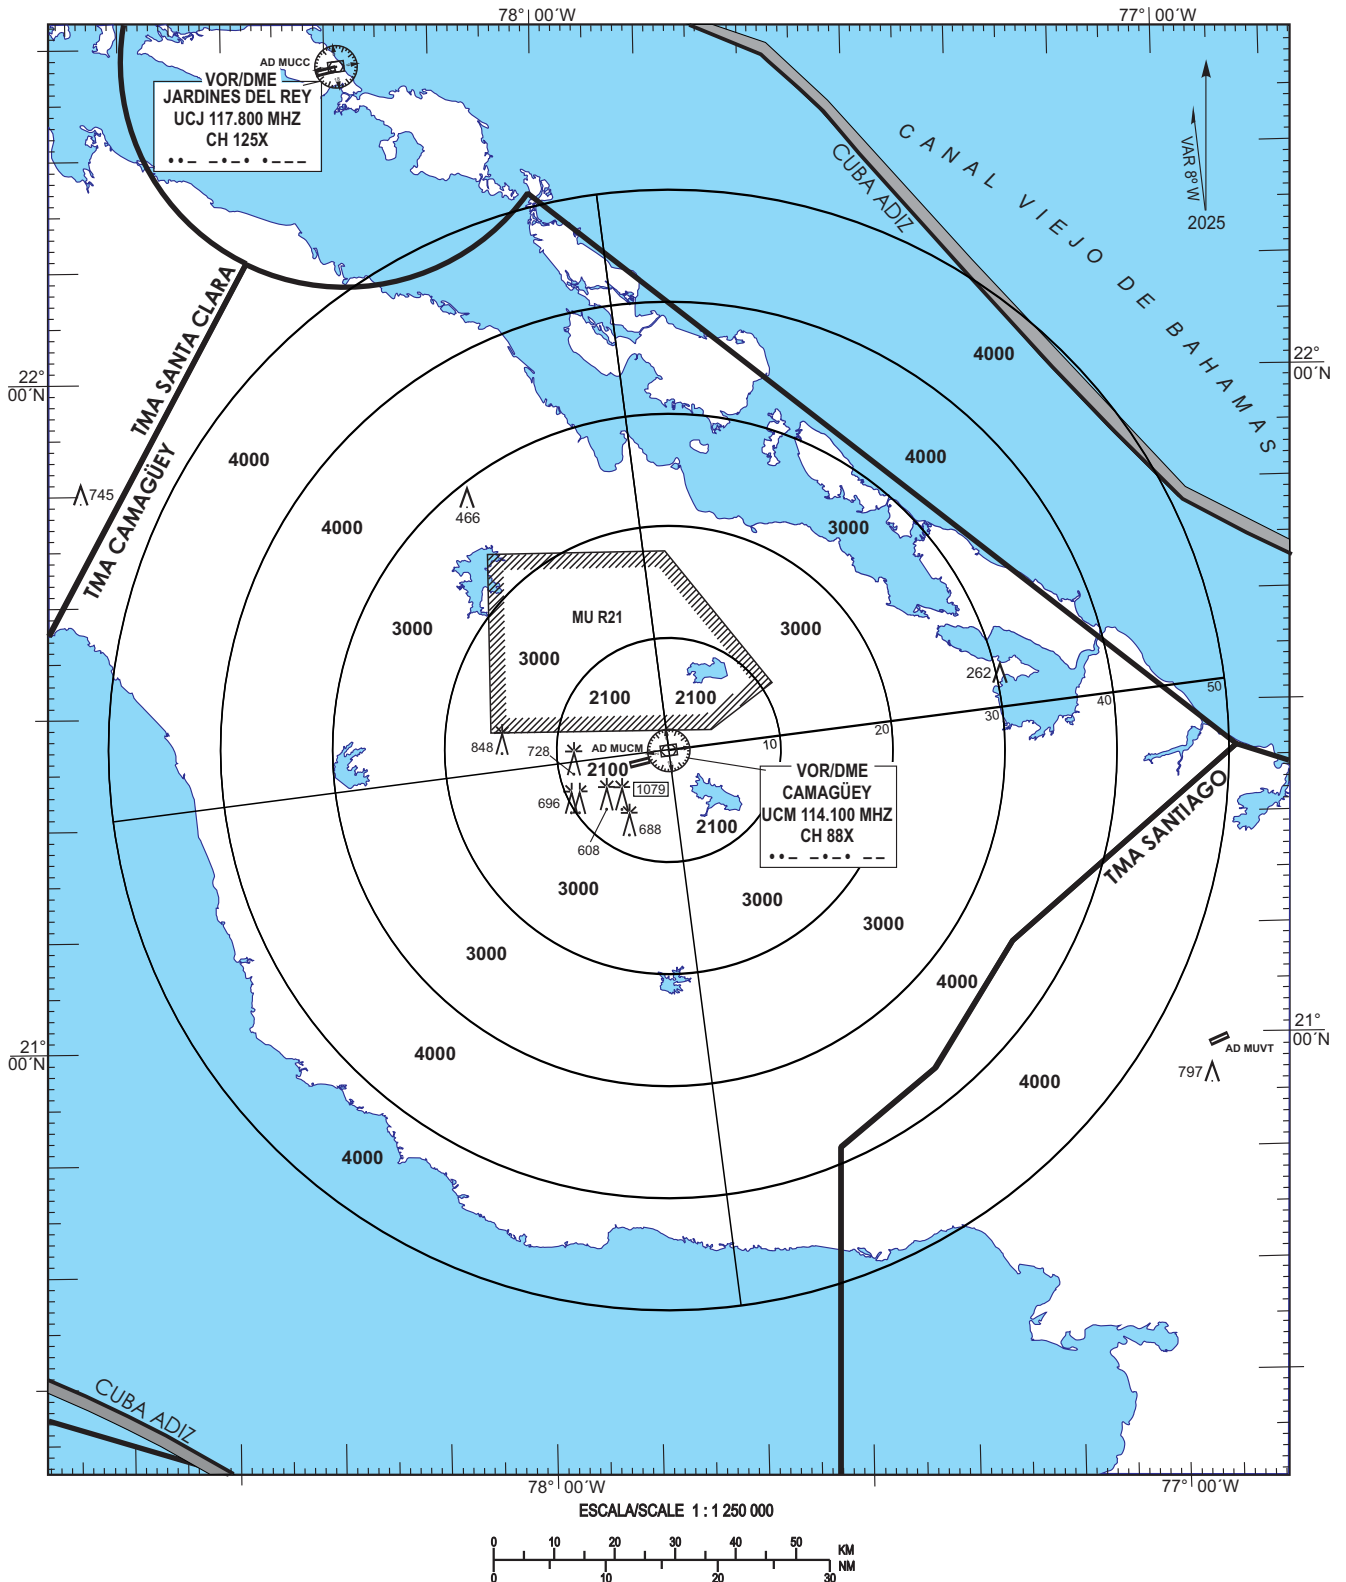 78° 00´W
77° 00´W
AD MUCC
VOR/DME
JARDINES DEL REY
UCJ 117.800 MHZ
CH 125X
CANAL VIEJO DE BAHAMAS
CUBA ADIZ
VAR 8° W
2025
TMA SANTA CLARA
TMA CAMAGÜEY
22°
00´N
22°
00´N
4000
4000
4000
4000
745
466
3000
MU R21
3000
3000
3000
262
2100
2100
50
40
30
20
10
848
728
AD MUCM
2100
696
1079
688
608
2100
VOR/DME
CAMAGÜEY
UCM 114.100 MHZ
CH 88X
TMA SANTIAGO
3000
3000
3000
3000
4000
4000
4000
4000
21°
00´N
21°
00´N
AD MUVT
797
CUBA ADIZ
78° 00´W
77° 00´W
ESCALA/SCALE 1 : 1 250 000
0 10 20 30 40 50 KM
0 10 20 30 NM